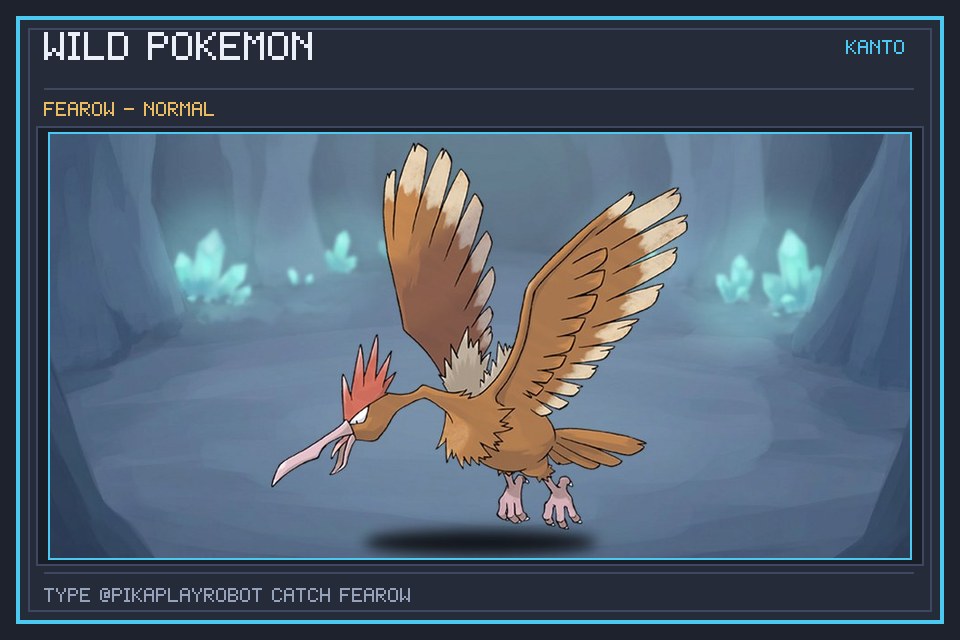 WILD POKEMON
KANTO
FEAROW - NORMAL
TYPE @PIKAPLAYROBOT CATCH FEAROW